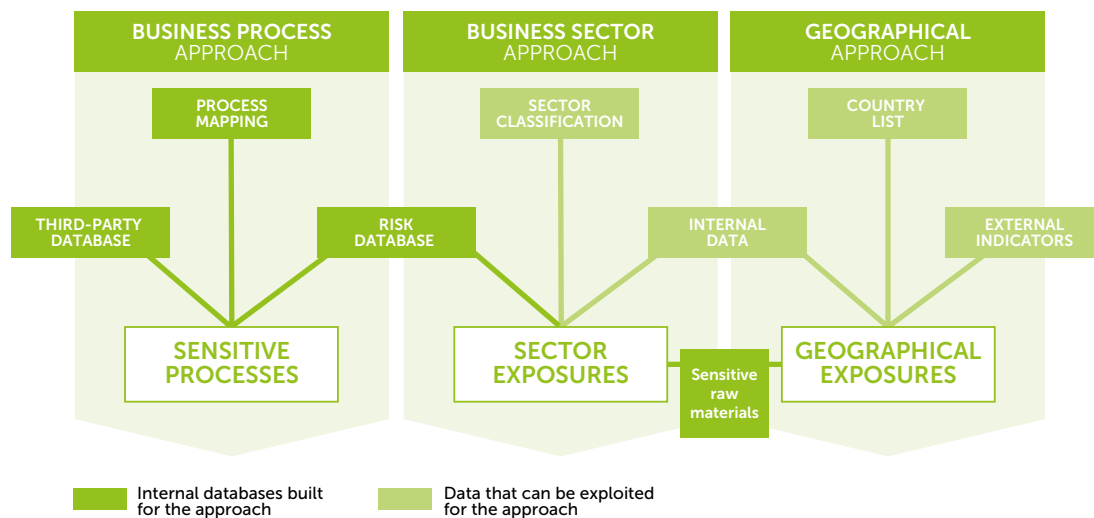 BUSINESS PROCESS
APPROACH
BUSINESS SECTOR
APPROACH
GEOGRAPHICAL
APPROACH
PROCESS
MAPPING
SECTOR
CLASSIFICATION
COUNTRY
LIST
THIRD-PARTY
DATABASE
RISK
DATABASE
INTERNAL
DATA
EXTERNAL
INDICATORS
SENSITIVE
PROCESSES
SECTOR
EXPOSURES
Sensitive
raw
materials
GEOGRAPHICAL
EXPOSURES
Internal databases built
for the approach
Data that can be exploited
for the approach